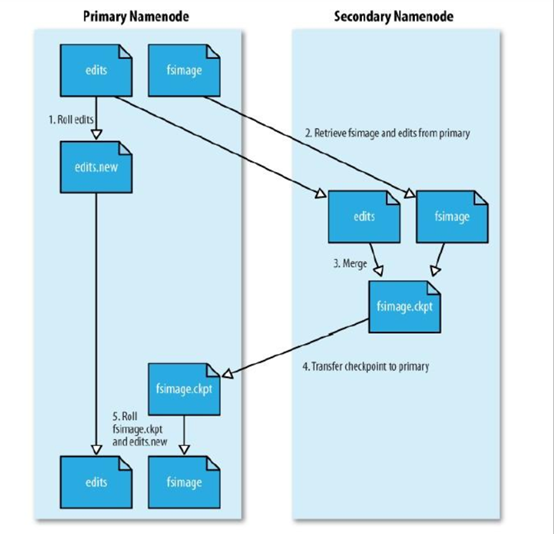 Primary Namenode
Secondary Namenode
edits
fsimage
1. Roll edits
2. Retrieve fsimage and edits from primary
edits.new
edits
fsimage
3. Merge
fsimage.ckpt
4. Transfer checkpoint to primary
fsimage.ckpt
5. Roll
fsimage.ckpt
and edits.new
edits
fsimage